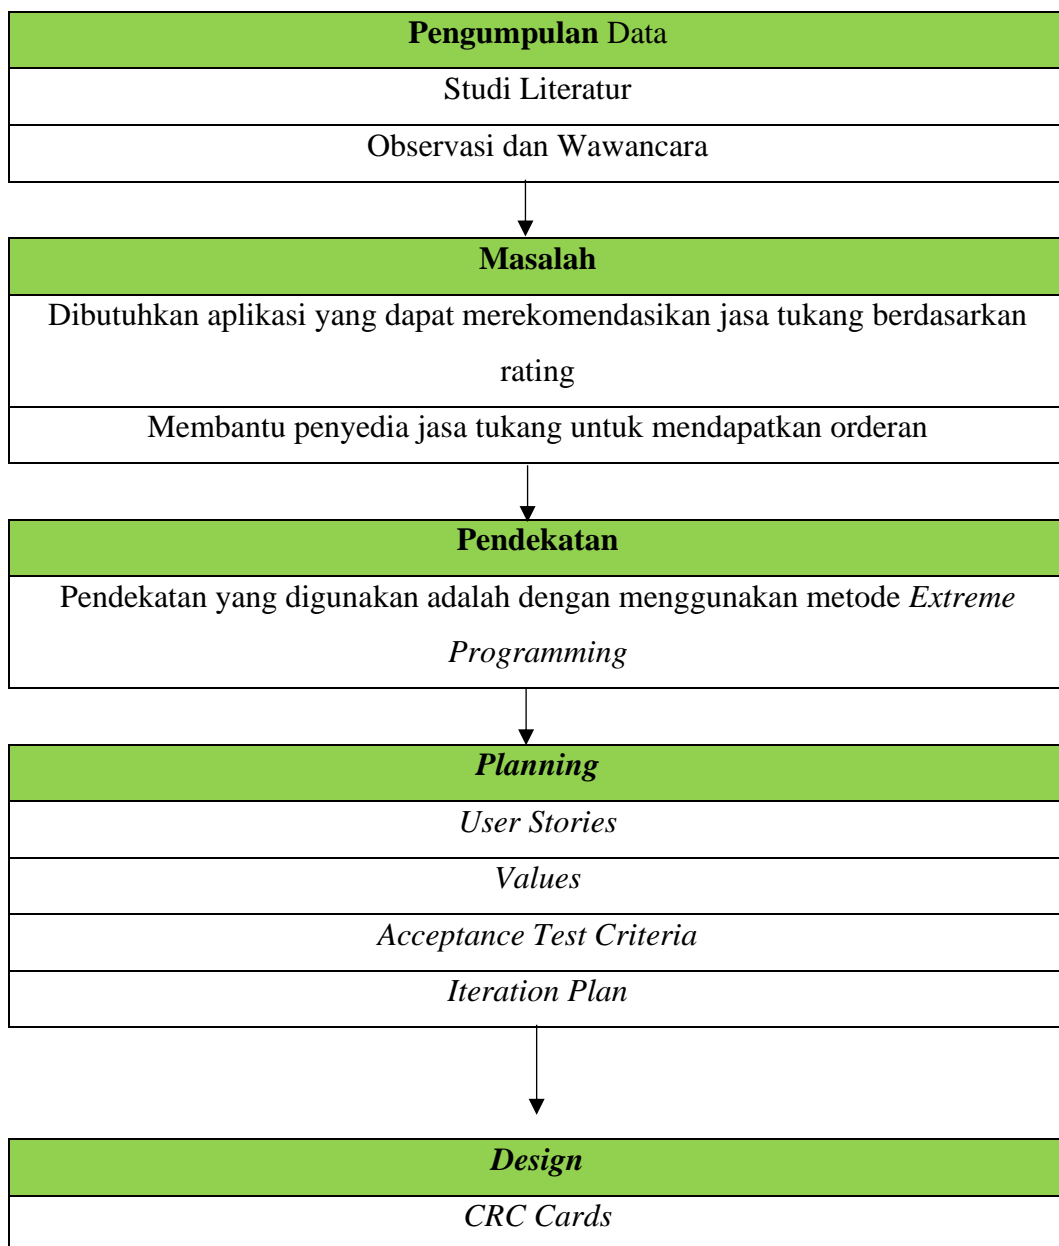 Pengumpulan Data
Studi Literatur
Observasi dan Wawancara
Masalah
Dibutuhkan aplikasi yang dapat merekomendasikan jasa tukang berdasarkan
rating
Membantu penyedia jasa tukang untuk mendapatkan orderan
Pendekatan
Pendekatan yang digunakan adalah dengan menggunakan metode Extreme
Programming
Planning
User Stories
Values
Acceptance Test Criteria
Iteration Plan
Design
CRC Cards